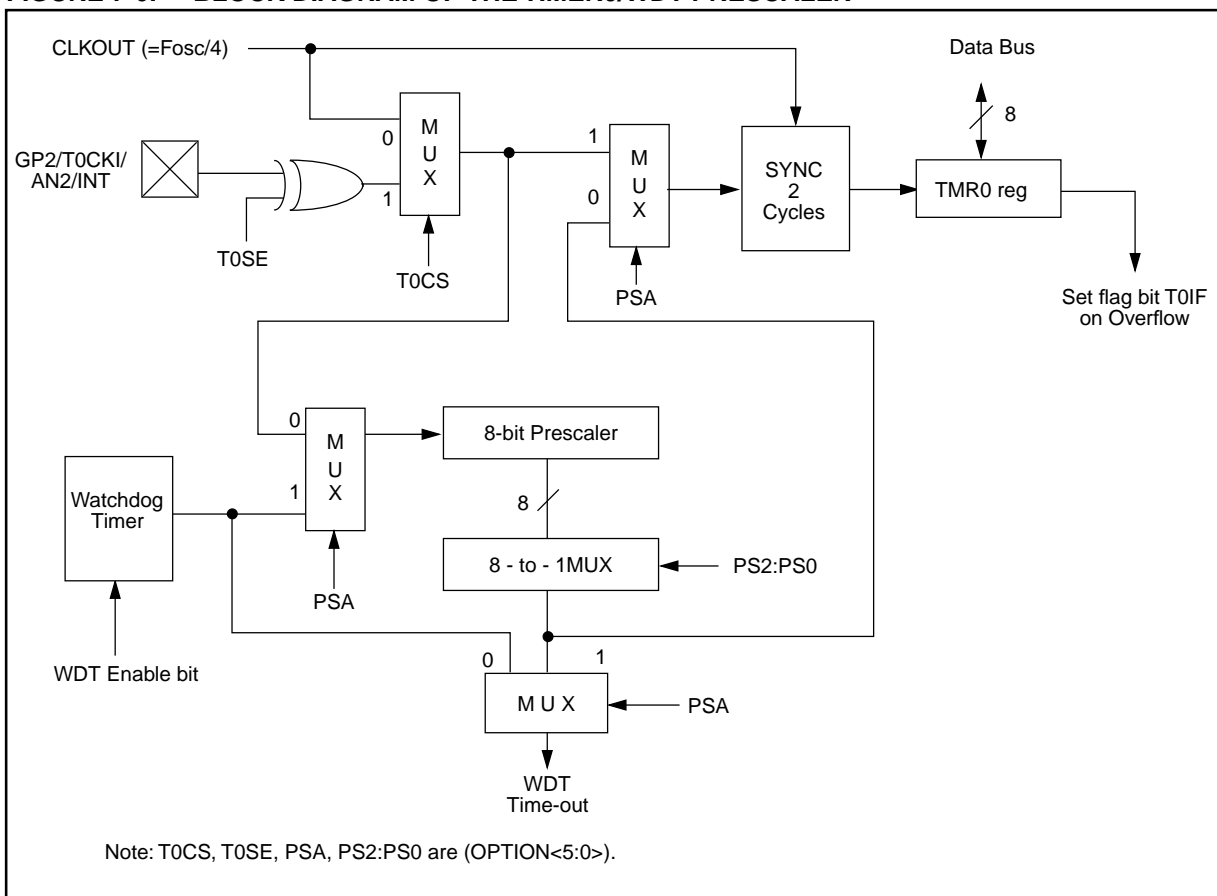 CLKOUT (=Fosc/4)
Data Bus
8
0
M
U
X
1
GP2/T0CKI/
AN2/INT
T0SE
T0CS
1
0
M
U
X
PSA
SYNC
2
Cycles
TMR0 reg
Set flag bit T0IF
on Overflow
0
1
M
U
X
PSA
8-bit Prescaler
8
Watchdog
Timer
WDT Enable bit
8 - to - 1MUX
PS2:PS0
0
1
M U X
PSA
WDT
Time-out
Note: T0CS, T0SE, PSA, PS2:PS0 are (OPTION<5:0>).